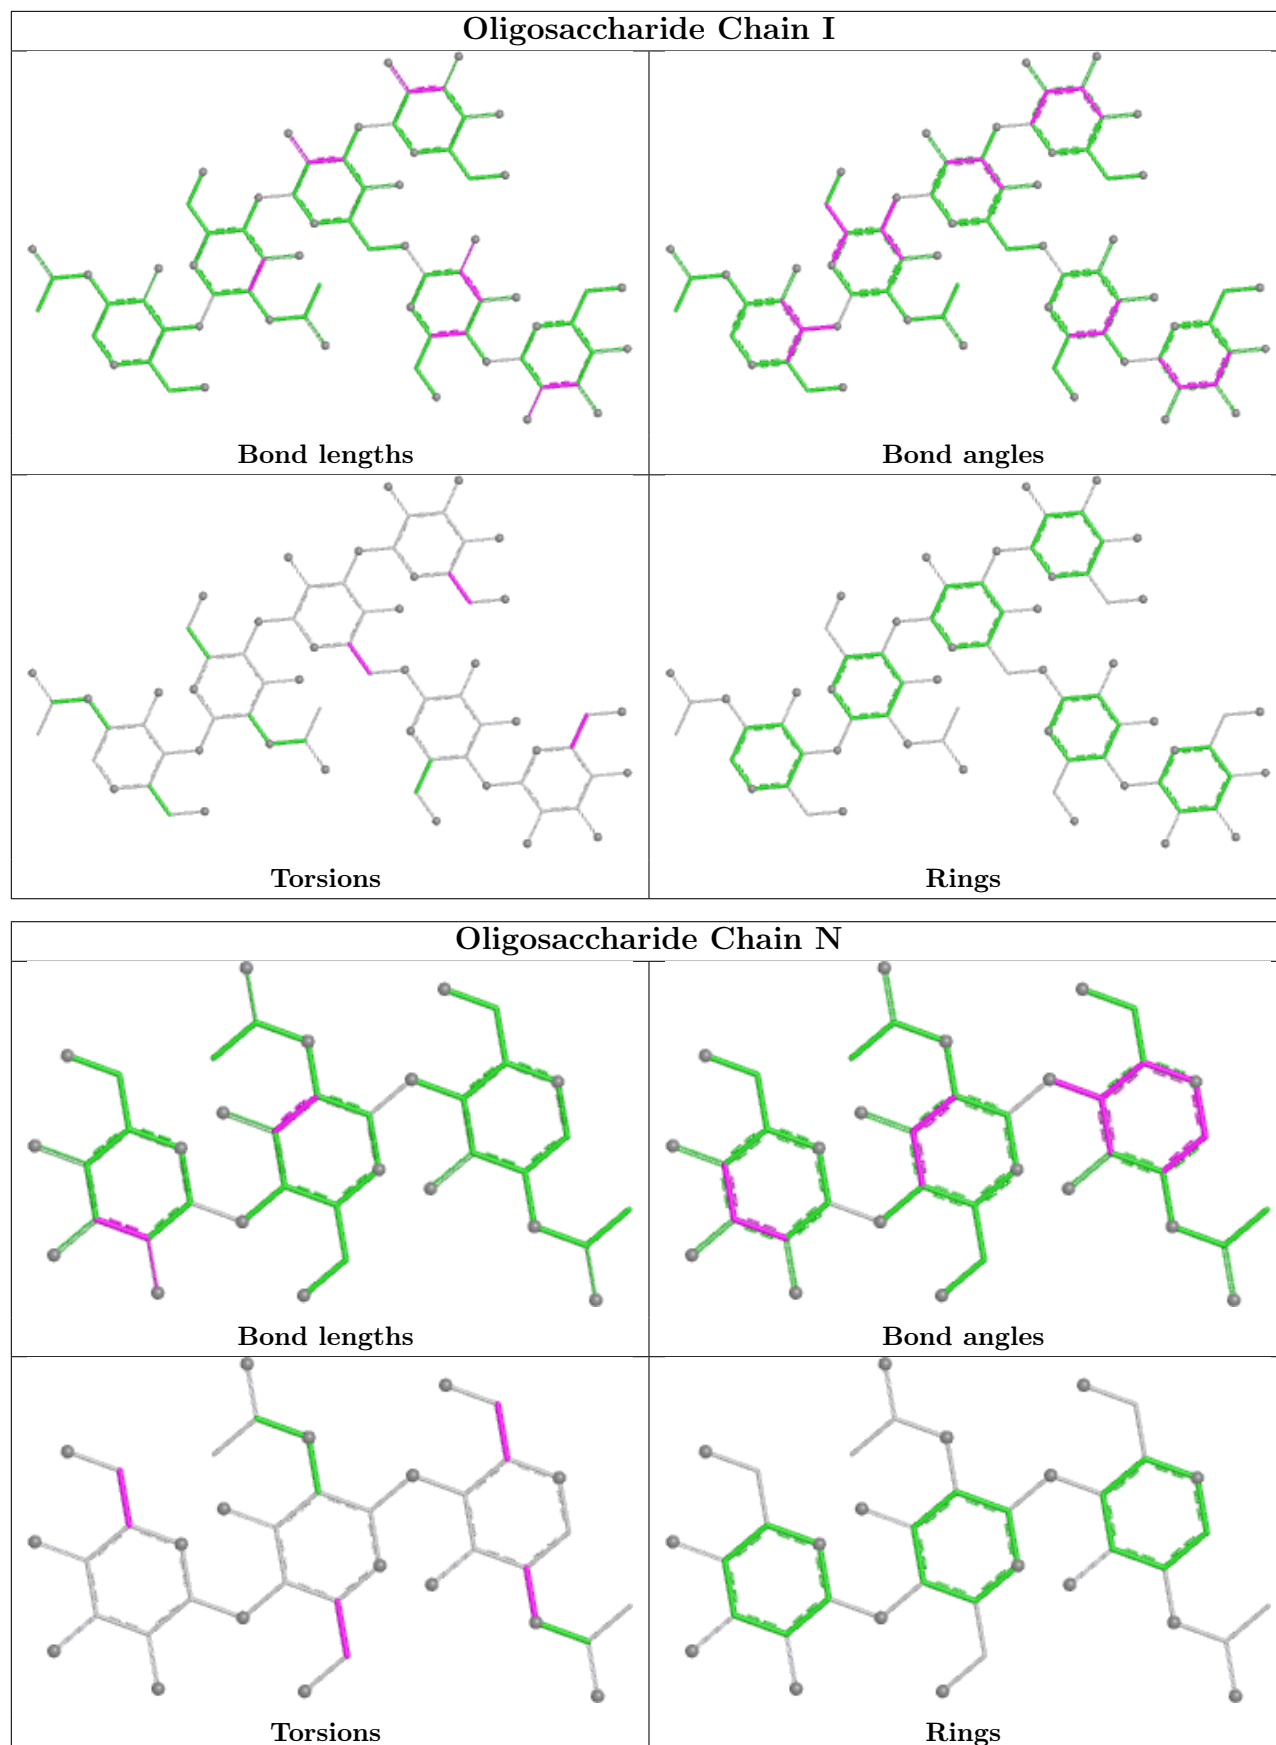 Oligosaccharide Chain I
Bond lengths
Bond angles
Torsions
Rings
Oligosaccharide Chain N
Bond lengths
Bond angles
Torsions
Rings